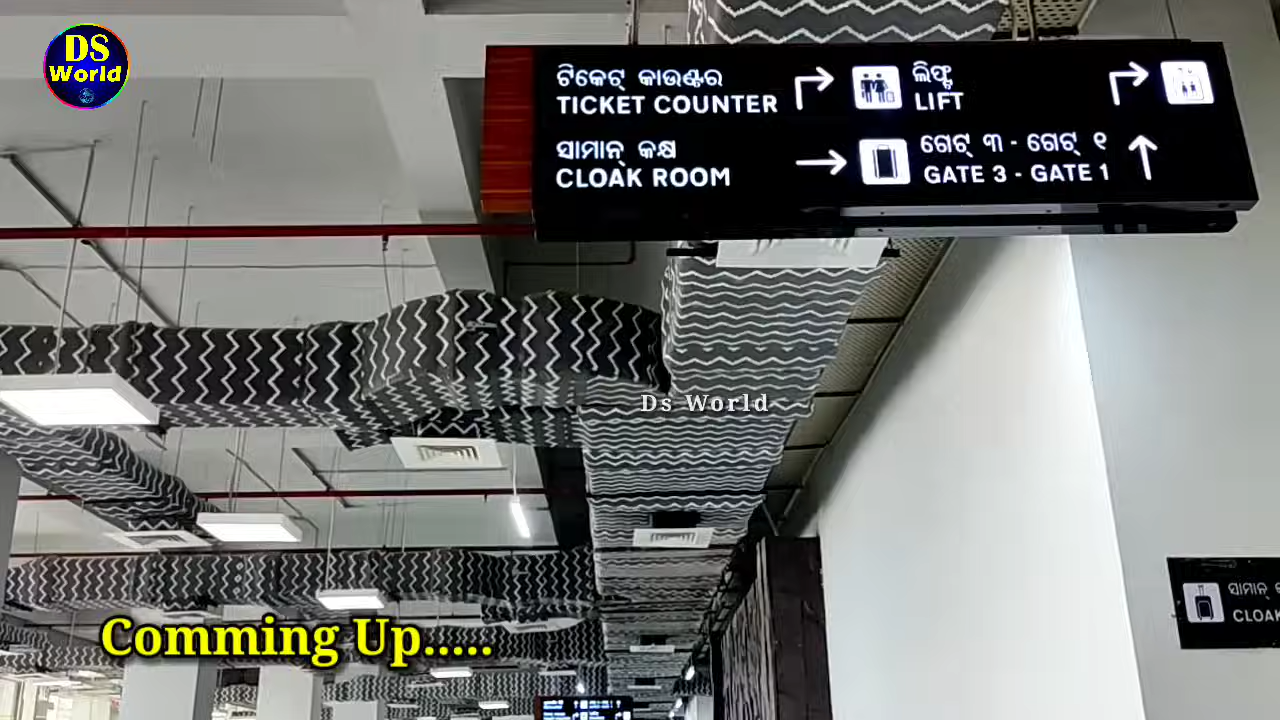 DS
World
ଟିକେଟ୍ କାଉଣ୍ଟର
TICKET COUNTER
ଲିଫ୍ଟ
LIFT
ସାମାନ୍ କକ୍ଷ
CLOAK ROOM
ଗେଟ୍ ୩ - ଗେଟ୍ ୧
GATE 3 - GATE 1
Ds World
ସାମାନ୍
CLOAK
Comming Up.....